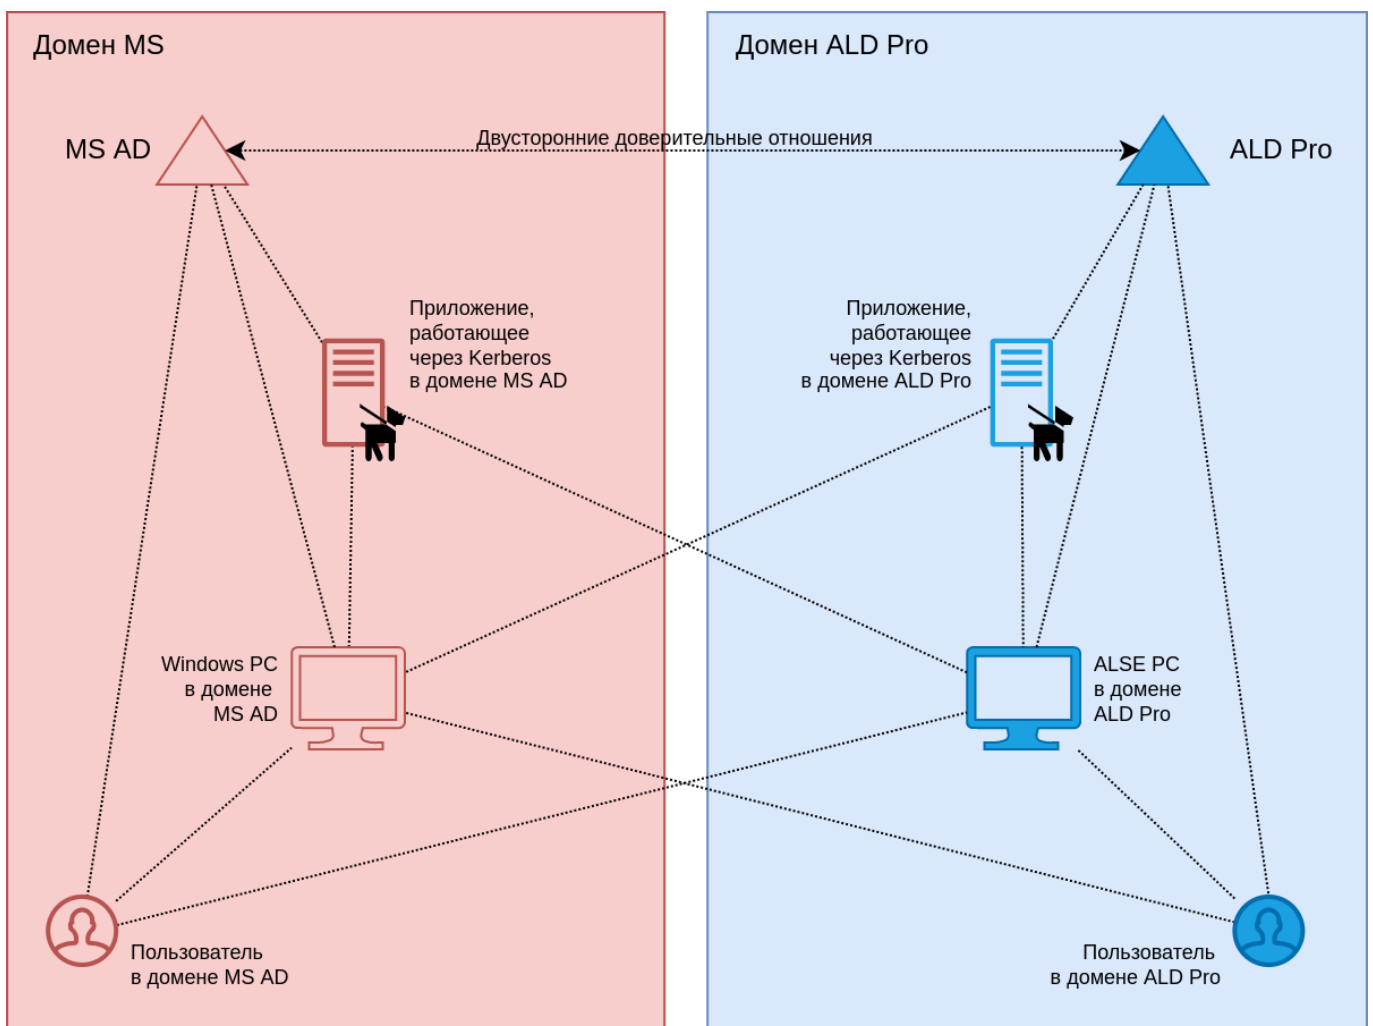 Домен MS
Домен ALD Pro
MS AD
Двусторонние доверительные отношения
ALD Pro
Приложение,
работающее
через Kerberos
в домене MS AD
Приложение,
работающее
через Kerberos
в домене ALD Pro
Windows PC
в домене
MS AD
ALSE PC
в домене
ALD Pro
Пользователь
в домене MS AD
Пользователь
в домене ALD Pro